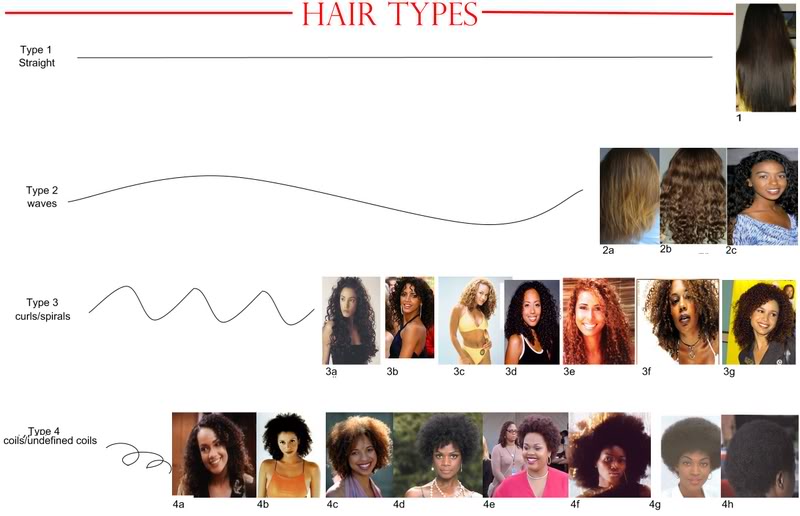 HAIR TYPES
Type 1
Straight
1
Type 2
waves
2a
2b
2c
Type 3
curls/spirals
3a
3b
3c
3d
3e
3f
3g
Type 4
coils/undefined coils
4a
4b
4c
4d
4e
4f
4g
4h